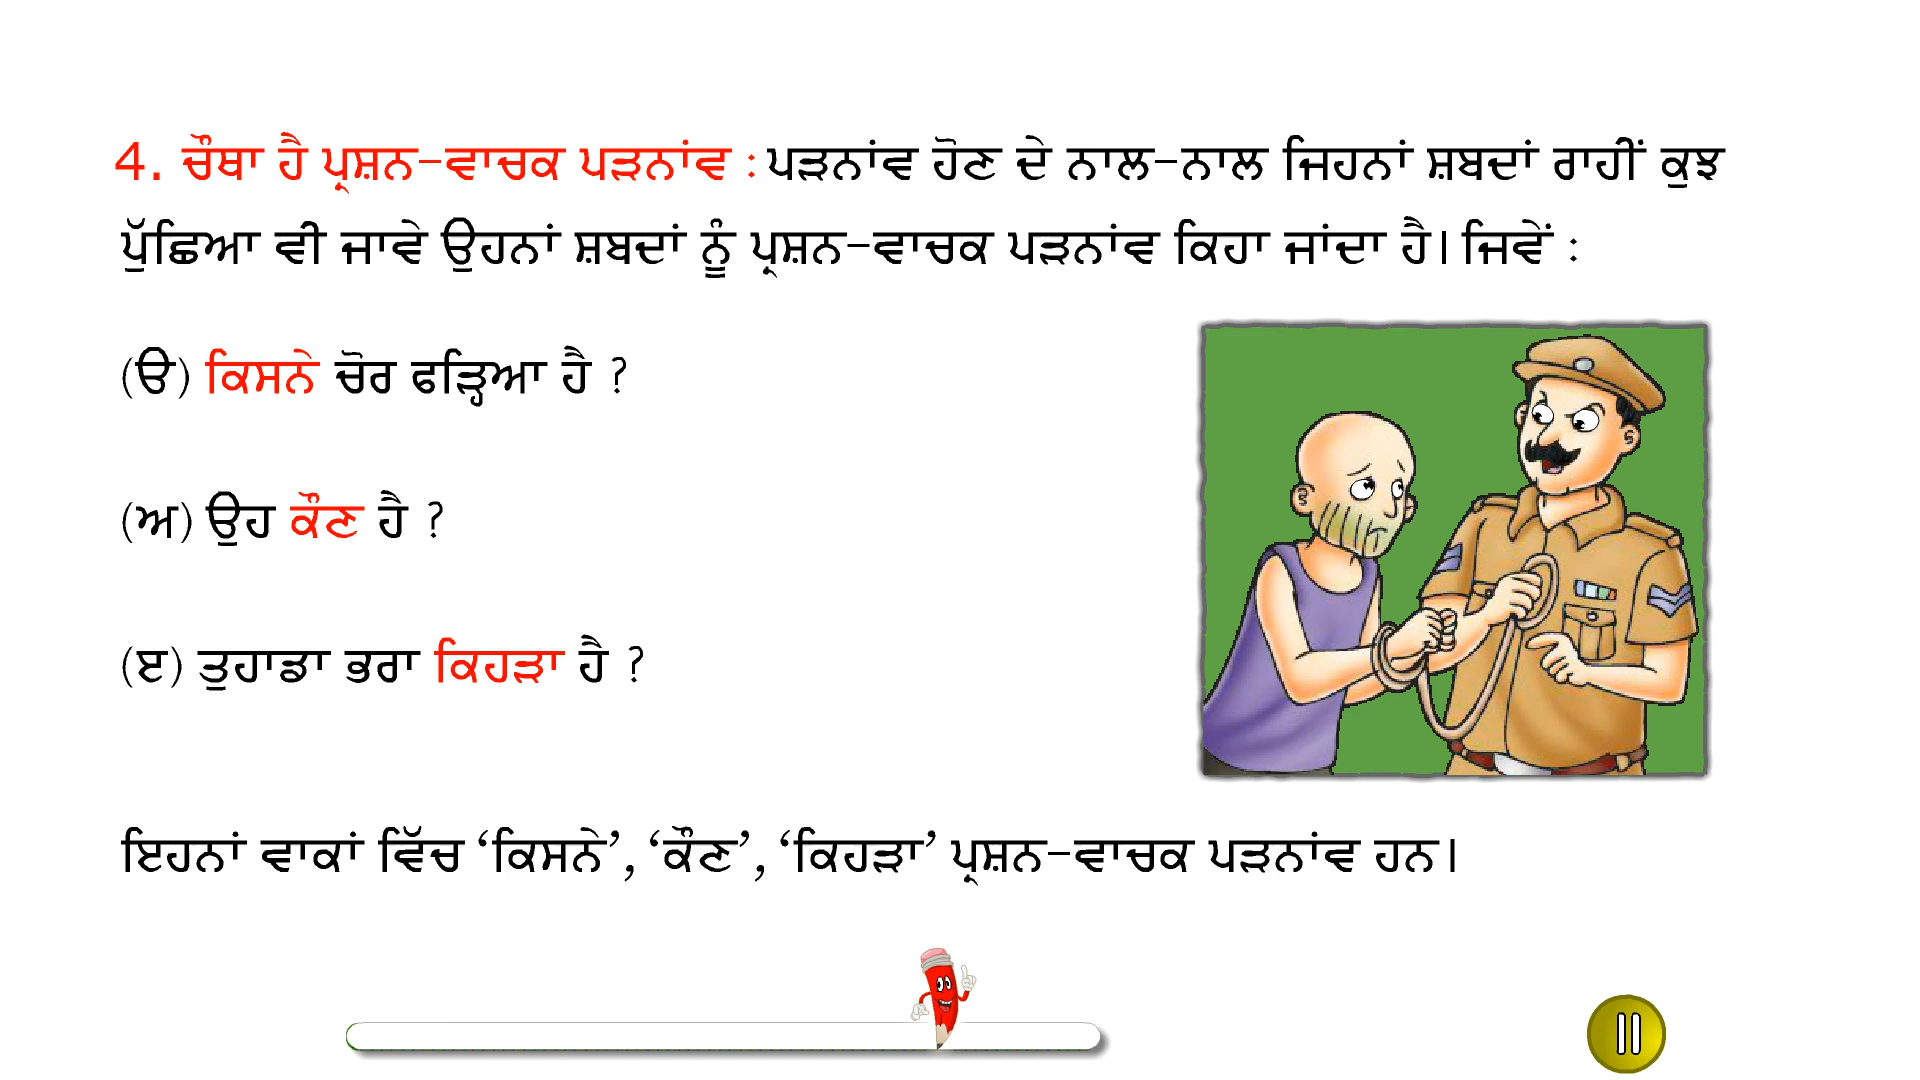 4. ਚੌਥਾ ਹੈ ਪ੍ਰਸ਼ਨ-ਵਾਚਕ ਪੜਨਾਂਵ : ਪੜਨਾਂਵ ਹੋਣ ਦੇ ਨਾਲ-ਨਾਲ ਜਿਹਨਾਂ ਸ਼ਬਦਾਂ ਰਾਹੀਂ ਕੁਝ
ਪੁੱਛਿਆ ਵੀ ਜਾਵੇ ਉਹਨਾਂ ਸ਼ਬਦਾਂ ਨੂੰ ਪ੍ਰਸ਼ਨ-ਵਾਚਕ ਪੜਨਾਂਵ ਕਿਹਾ ਜਾਂਦਾ ਹੈ। ਜਿਵੇਂ :
(ੳ) ਕਿਸਨੇ ਚੋਰ ਫੜ੍ਹਿਆ ਹੈ ?
(ਅ) ਉਹ ਕੌਣ ਹੈ ?
(ੲ) ਤੁਹਾਡਾ ਭਰਾ ਕਿਹੜਾ ਹੈ ?
ਇਹਨਾਂ ਵਾਕਾਂ ਵਿੱਚ ‘ਕਿਸਨੇ’, ‘ਕੌਣ’, ‘ਕਿਹੜਾ’ ਪ੍ਰਸ਼ਨ-ਵਾਚਕ ਪੜਨਾਂਵ ਹਨ।